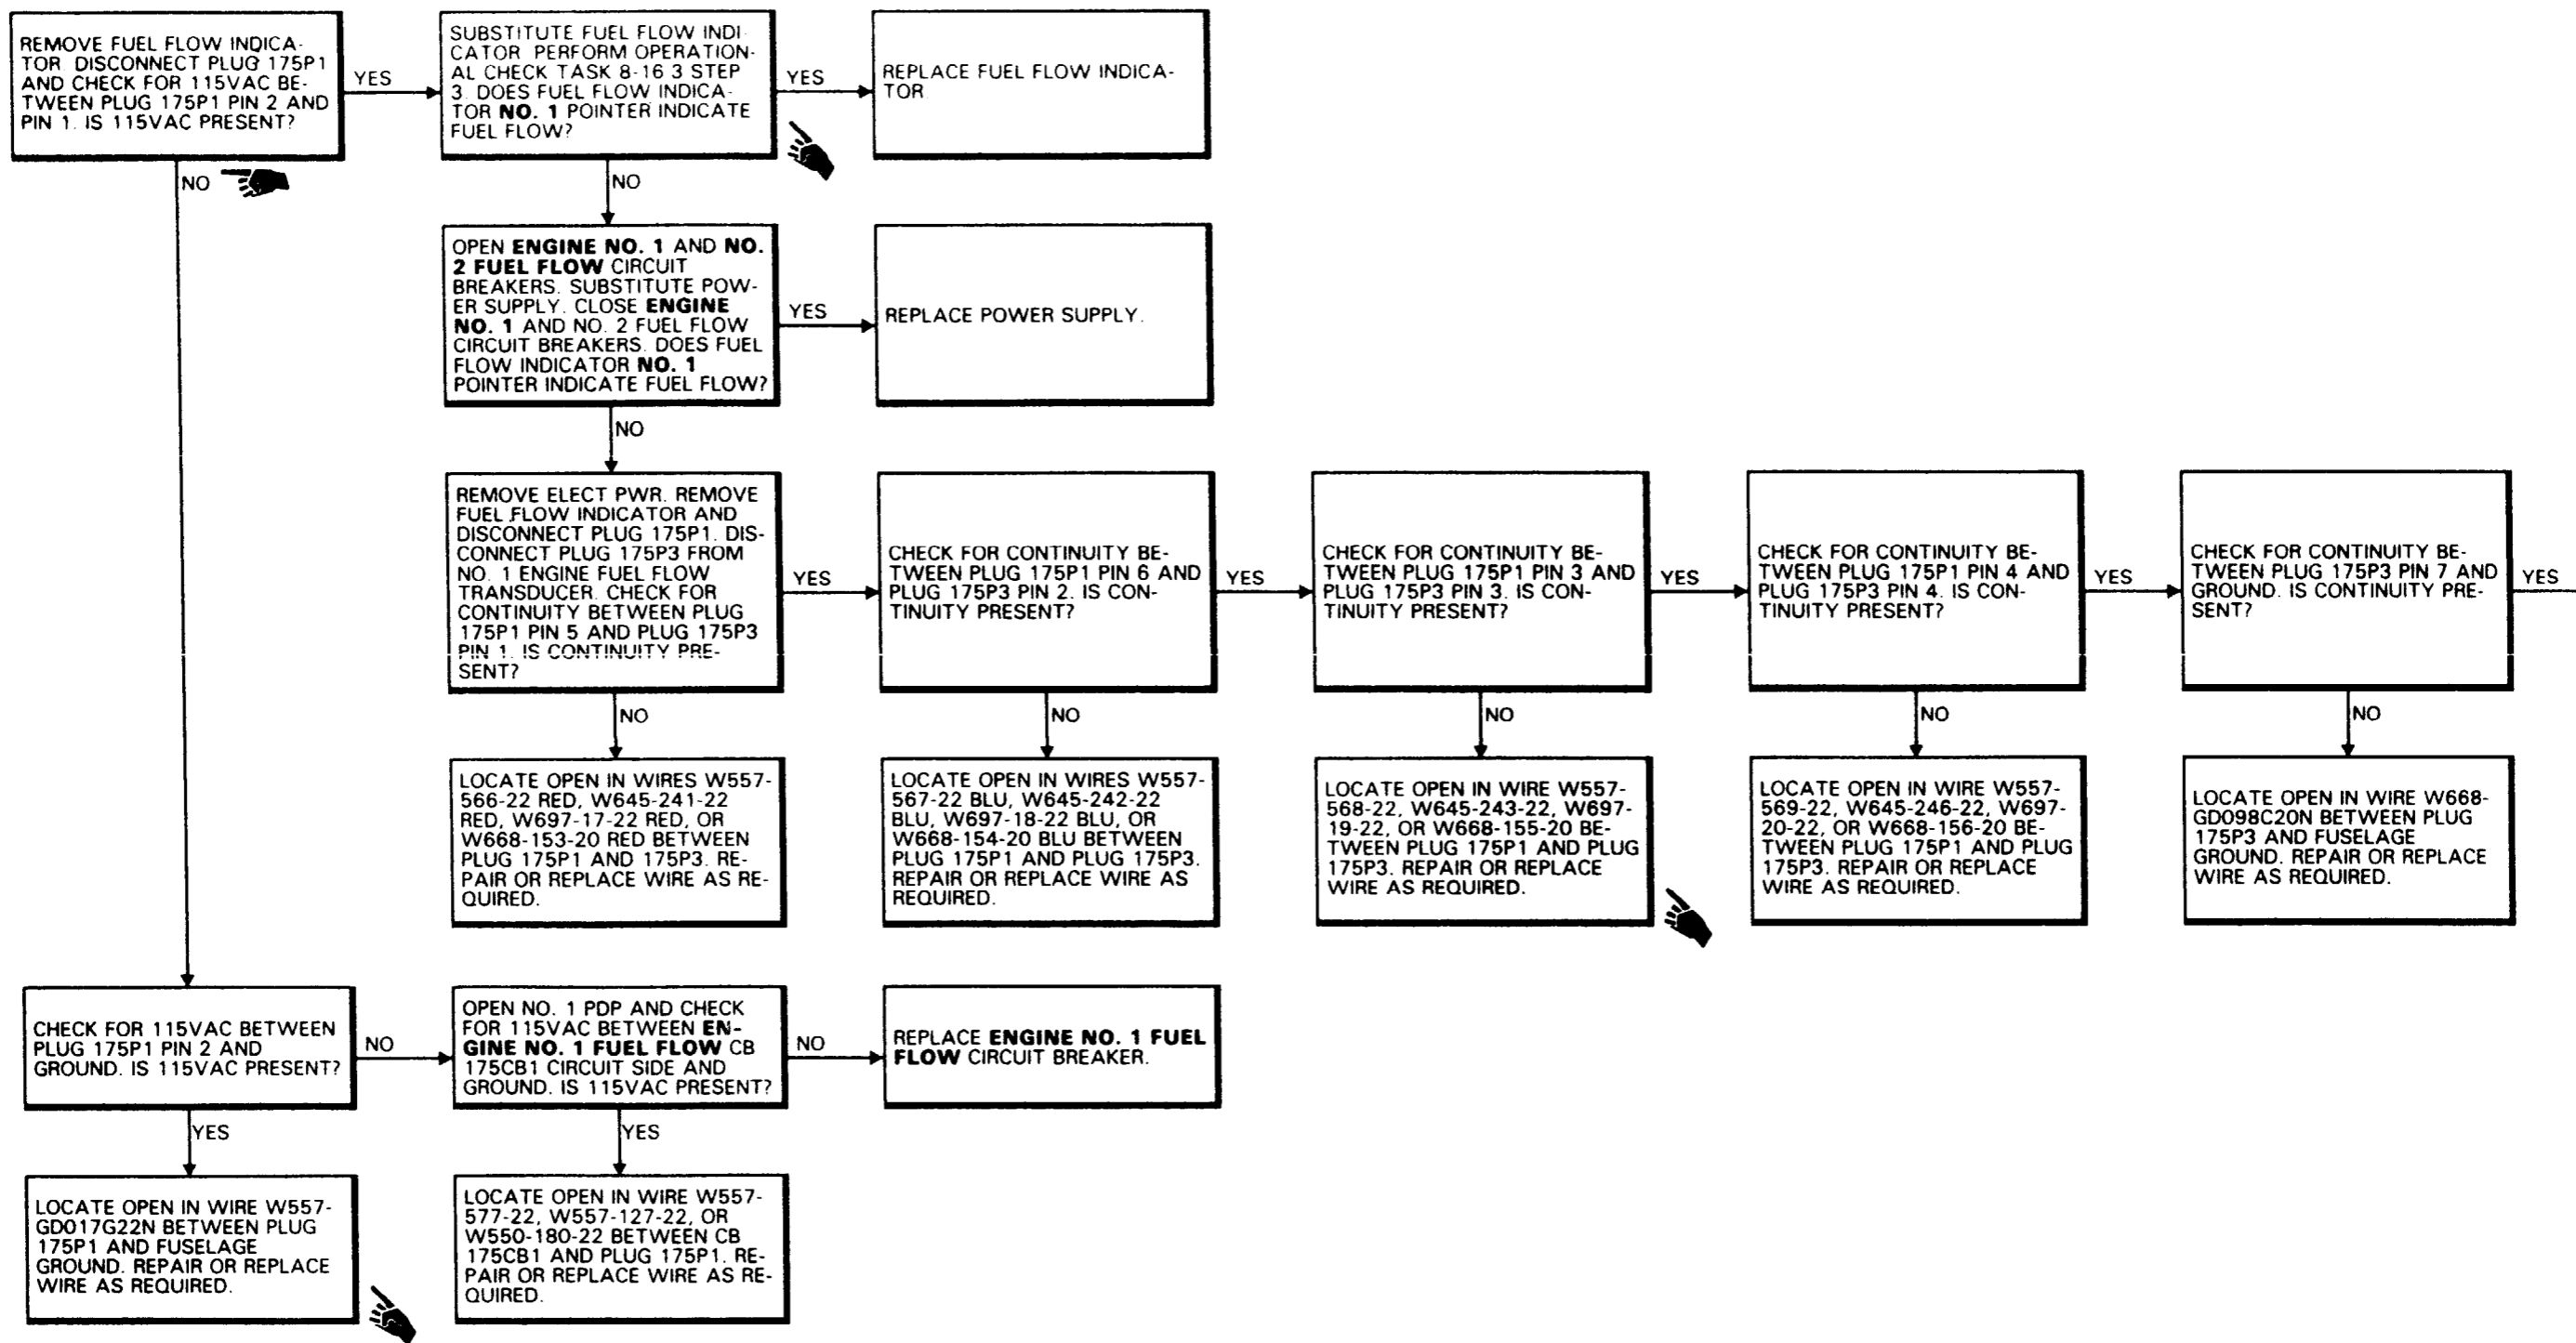 REMOVE FUEL FLOW INDICA-
TOR. DISCONNECT PLUG 175P1
AND CHECK FOR 115VAC BE-
TWEEN PLUG 175P1 PIN 2 AND
PIN 1. IS 115VAC PRESENT?
YES
NO
SUBSTITUTE FUEL FLOW INDI
CATOR PERFORM OPERATION-
AL CHECK TASK 8-16 3 STEP
3. DOES FUEL FLOW INDICA-
TOR NO. 1 POINTER INDICATE
FUEL FLOW?
YES
NO
REPLACE FUEL FLOW INDICA-
TOR
OPEN ENGINE NO. 1 AND NO.
2 FUEL FLOW CIRCUIT
BREAKERS. SUBSTITUTE POW-
ER SUPPLY. CLOSE ENGINE
NO. 1 AND NO. 2 FUEL FLOW
CIRCUIT BREAKERS. DOES FUEL
FLOW INDICATOR NO. 1
POINTER INDICATE FUEL FLOW?
YES
NO
REPLACE POWER SUPPLY.
REMOVE ELECT PWR. REMOVE
FUEL FLOW INDICATOR AND
DISCONNECT PLUG 175P1. DIS-
CONNECT PLUG 175P3 FROM
NO. 1 ENGINE FUEL FLOW
TRANSDUCER. CHECK FOR
CONTINUITY BETWEEN PLUG
175P1 PIN 5 AND PLUG 175P3
PIN 1. IS CONTINUITY PRE-
SENT?
YES
NO
CHECK FOR CONTINUITY BE-
TWEEN PLUG 175P1 PIN 6 AND
PLUG 175P3 PIN 2. IS CON-
TINUITY PRESENT?
YES
NO
CHECK FOR CONTINUITY BE-
TWEEN PLUG 175P1 PIN 3 AND
PLUG 175P3 PIN 3. IS CON-
TINUITY PRESENT?
YES
NO
CHECK FOR CONTINUITY BE-
TWEEN PLUG 175P1 PIN 4 AND
PLUG 175P3 PIN 4. IS CON-
TINUITY PRESENT?
YES
NO
CHECK FOR CONTINUITY BE-
TWEEN PLUG 175P3 PIN 7 AND
GROUND. IS CONTINUITY PRE-
SENT?
YES
NO
LOCATE OPEN IN WIRES W557-
566-22 RED, W645-241-22
RED, W697-17-22 RED, OR
W668-153-20 RED BETWEEN
PLUG 175P1 AND 175P3. RE-
PAIR OR REPLACE WIRE AS RE-
QUIRED.
LOCATE OPEN IN WIRES W557-
567-22 BLU, W645-242-22
BLU, W697-18-22 BLU, OR
W668-154-20 BLU BETWEEN
PLUG 175P1 AND PLUG 175P3.
REPAIR OR REPLACE WIRE AS
REQUIRED.
LOCATE OPEN IN WIRE W557-
568-22, W645-243-22, W697-
19-22, OR W668-155-20 BE-
TWEEN PLUG 175P1 AND PLUG
175P3. REPAIR OR REPLACE
WIRE AS REQUIRED.
LOCATE OPEN IN WIRE W557-
569-22, W645-246-22, W697-
20-22, OR W668-156-20 BE-
TWEEN PLUG 175P1 AND PLUG
175P3. REPAIR OR REPLACE
WIRE AS REQUIRED.
LOCATE OPEN IN WIRE W668-
GD098C20N BETWEEN PLUG
175P3 AND FUSELAGE
GROUND. REPAIR OR REPLACE
WIRE AS REQUIRED.
CHECK FOR 115VAC BETWEEN
PLUG 175P1 PIN 2 AND
GROUND. IS 115VAC PRESENT?
NO
YES
OPEN NO. 1 PDP AND CHECK
FOR 115VAC BETWEEN EN-
GINE NO. 1 FUEL FLOW CB
175CB1 CIRCUIT SIDE AND
GROUND. IS 115VAC PRESENT?
NO
YES
REPLACE ENGINE NO. 1 FUEL
FLOW CIRCUIT BREAKER.
LOCATE OPEN IN WIRE W557-
GD017G22N BETWEEN PLUG
175P1 AND FUSELAGE
GROUND. REPAIR OR REPLACE
WIRE AS REQUIRED.
LOCATE OPEN IN WIRE W557-
577-22, W557-127-22, OR
W550-180-22 BETWEEN CB
175CB1 AND PLUG 175P1. RE-
PAIR OR REPLACE WIRE AS RE-
QUIRED.